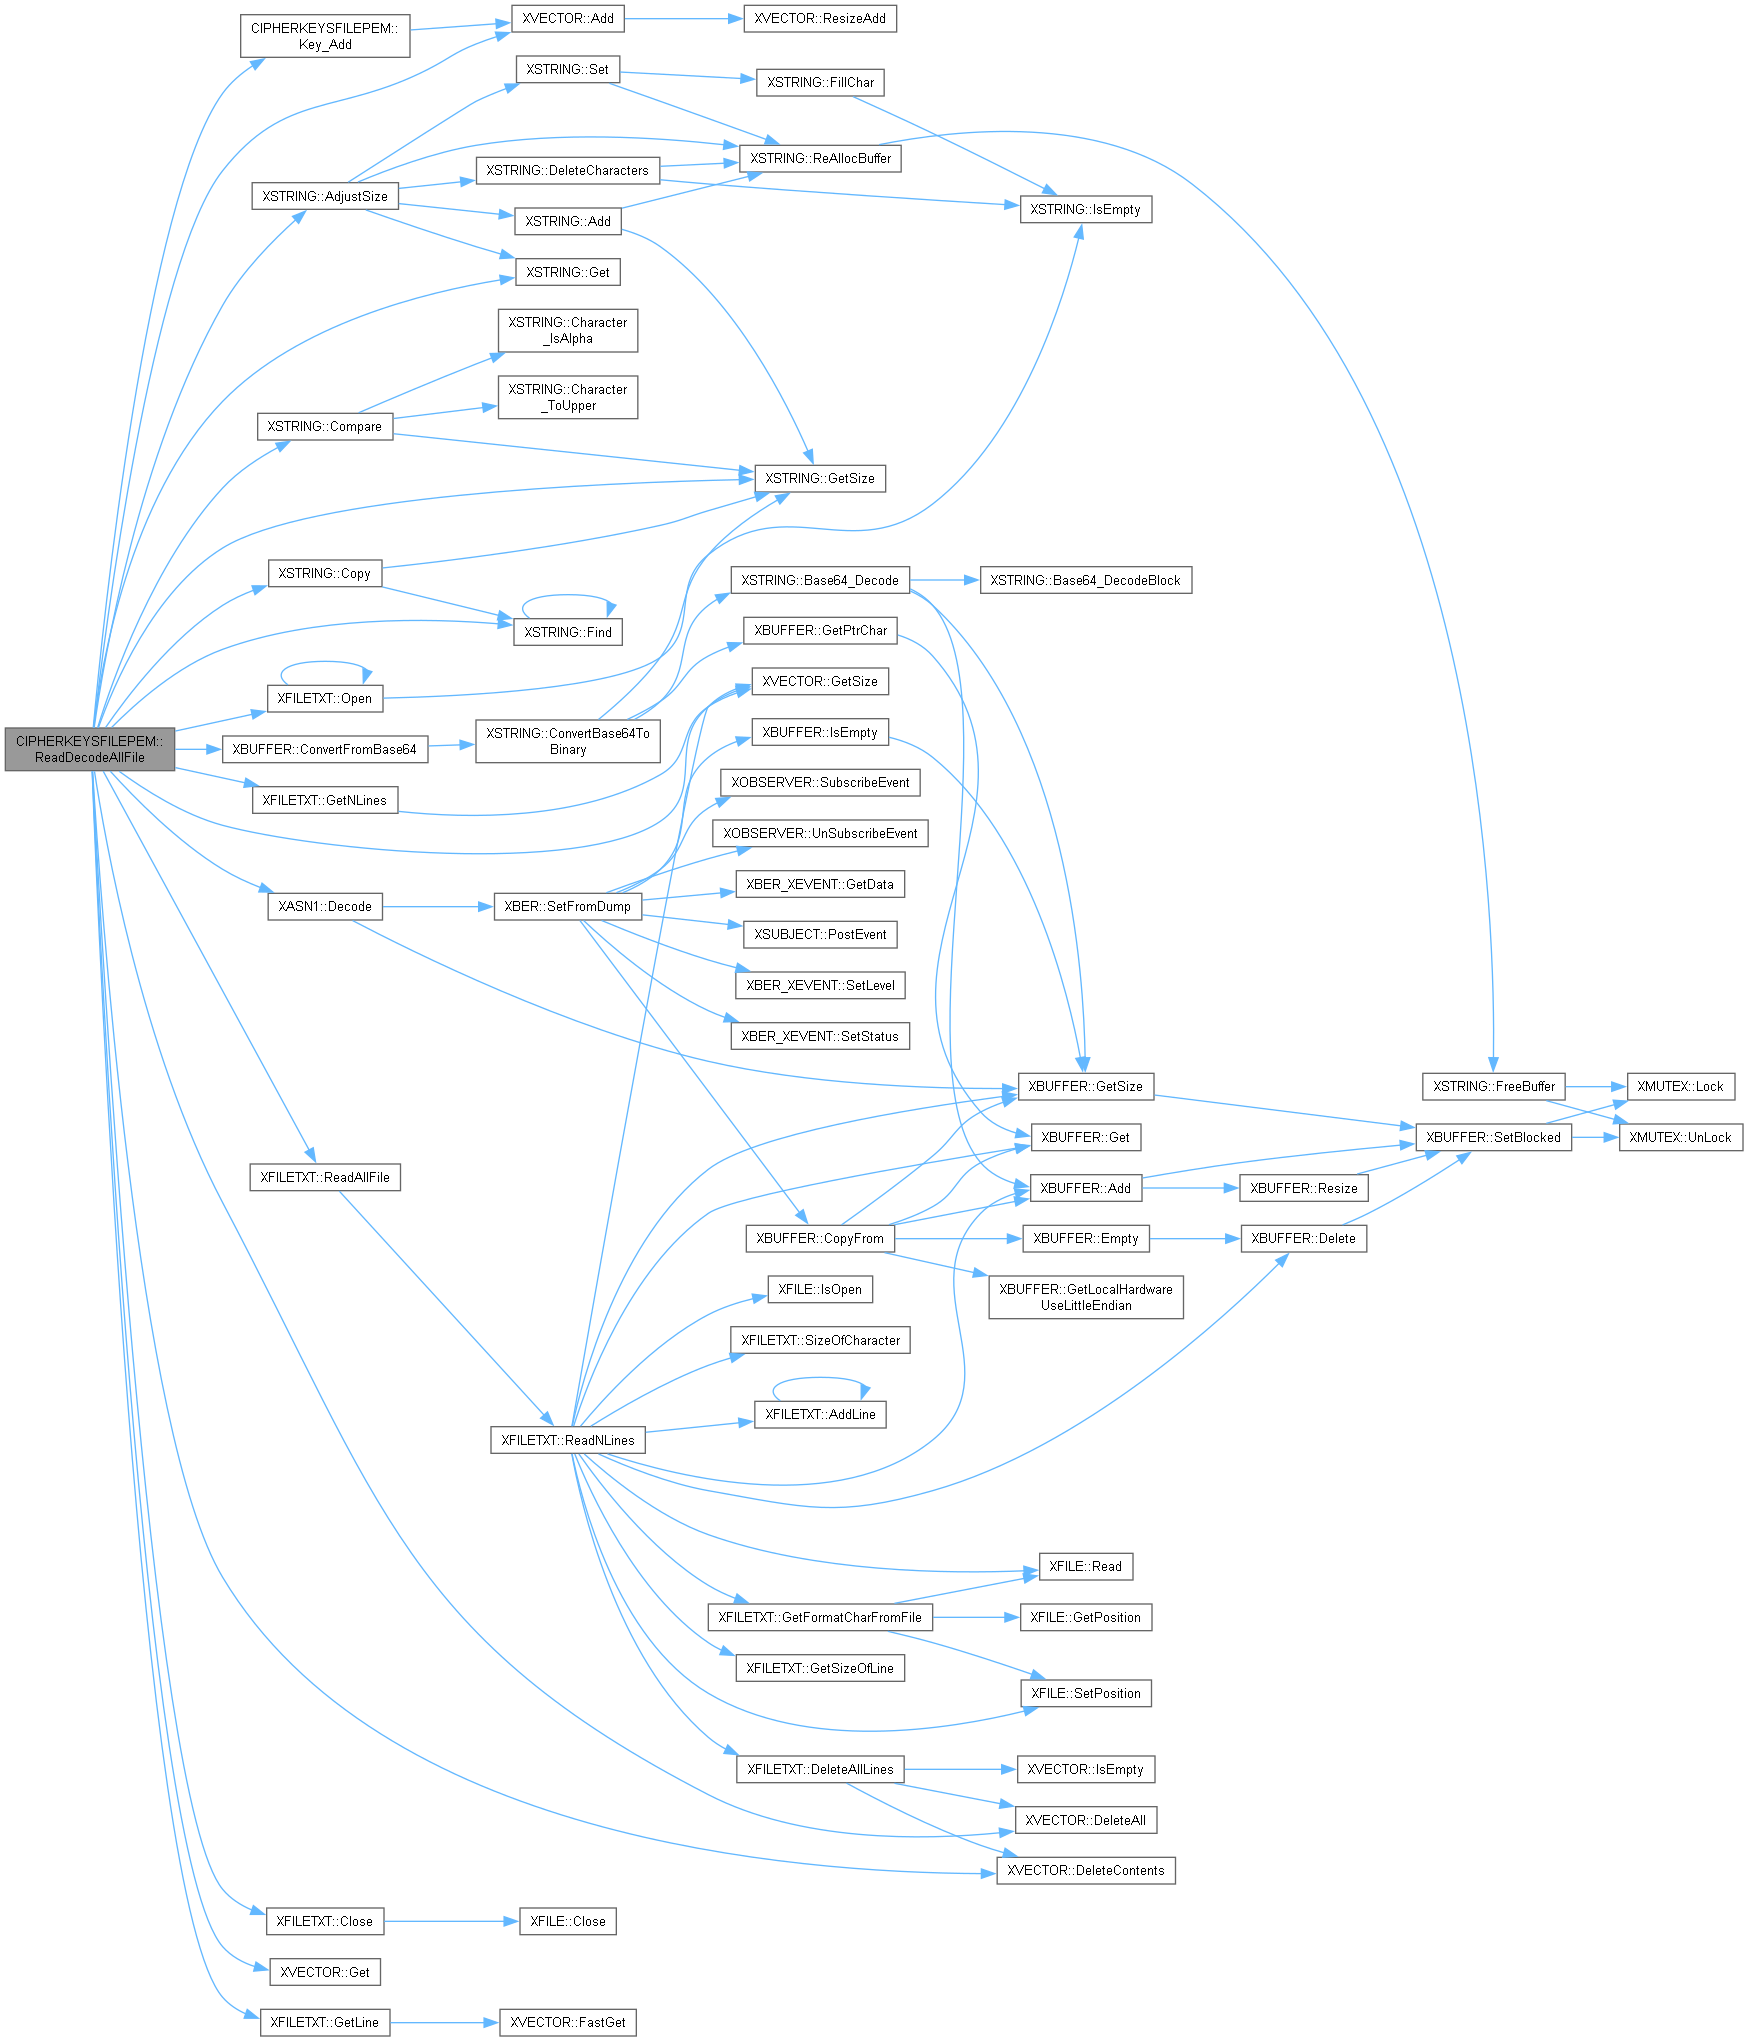 CIPHERKEYSFILEPEM::
ReadDecodeAllFile
CIPHERKEYSFILEPEM::
Key_Add
XVECTOR::Add
XVECTOR::ResizeAdd
XSTRING::AdjustSize
XSTRING::Set
XSTRING::FillChar
XSTRING::ReAllocBuffer
XSTRING::DeleteCharacters
XSTRING::IsEmpty
XSTRING::Add
XSTRING::Get
XSTRING::Compare
XSTRING::Character
_IsAlpha
XSTRING::Character
_ToUpper
XSTRING::GetSize
XSTRING::Copy
XSTRING::Find
XFILETXT::Open
XBUFFER::ConvertFromBase64
XSTRING::ConvertBase64To
Binary
XSTRING::Base64_Decode
XSTRING::Base64_DecodeBlock
XBUFFER::GetPtrChar
XVECTOR::GetSize
XBUFFER::IsEmpty
XFILETXT::GetNLines
XOBSERVER::SubscribeEvent
XOBSERVER::UnSubscribeEvent
XASN1::Decode
XBER::SetFromDump
XBER_XEVENT::GetData
XSUBJECT::PostEvent
XBER_XEVENT::SetLevel
XBER_XEVENT::SetStatus
XBUFFER::GetSize
XSTRING::FreeBuffer
XMUTEX::Lock
XBUFFER::Get
XBUFFER::SetBlocked
XMUTEX::UnLock
XFILETXT::ReadAllFile
XBUFFER::Add
XBUFFER::Resize
XBUFFER::CopyFrom
XBUFFER::Empty
XBUFFER::Delete
XBUFFER::GetLocalHardware
UseLittleEndian
XFILE::IsOpen
XFILETXT::SizeOfCharacter
XFILETXT::AddLine
XFILETXT::ReadNLines
XFILE::Read
XFILETXT::GetFormatCharFromFile
XFILE::GetPosition
XFILETXT::GetSizeOfLine
XFILE::SetPosition
XFILETXT::DeleteAllLines
XVECTOR::IsEmpty
XVECTOR::DeleteAll
XVECTOR::DeleteContents
XFILETXT::Close
XFILE::Close
XVECTOR::Get
XFILETXT::GetLine
XVECTOR::FastGet